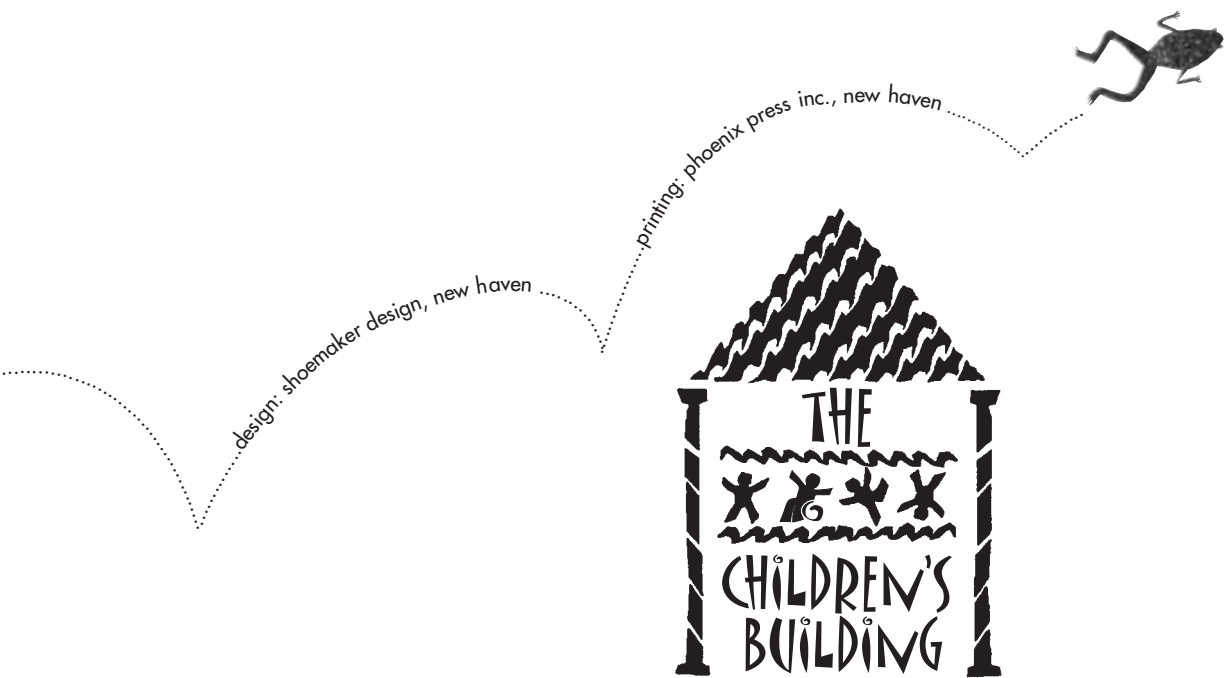 design: shoemaker design, new haven
printing: phoenix press inc., new haven
THE
CHiLDREN'S
BUiLDiNG